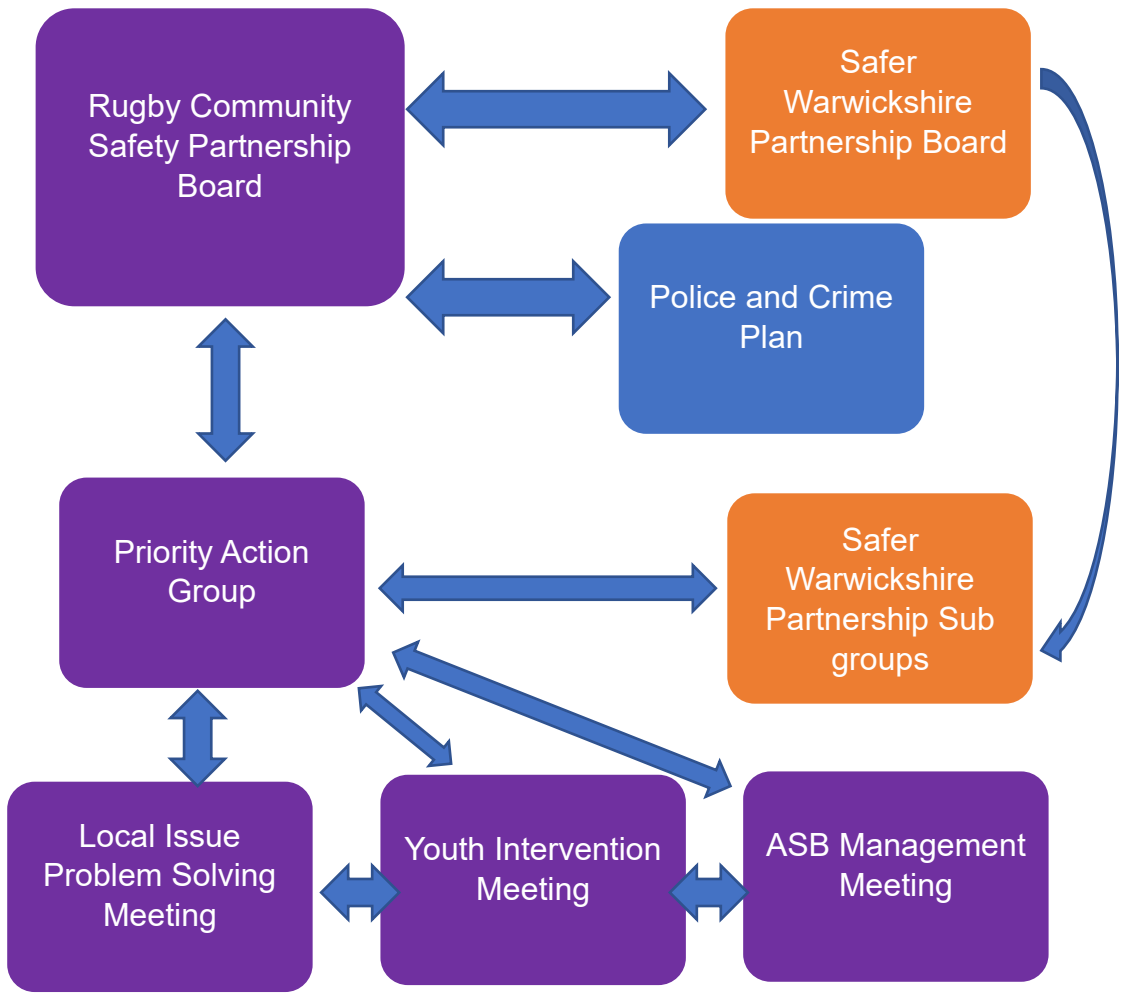 Rugby Community
Safety Partnership
Board
Safer
Warwickshire
Partnership Board
Police and Crime
Plan
Priority Action
Group
Safer
Warwickshire
Partnership Sub
groups
Local Issue
Problem Solving
Meeting
Youth Intervention
Meeting
ASB Management
Meeting